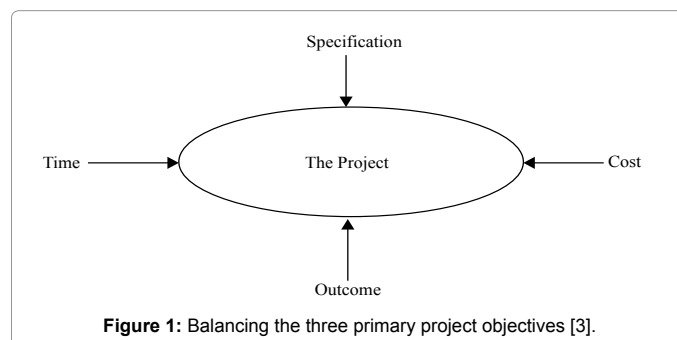 Specification
Time
The Project
Cost
Outcome
Figure 1: Balancing the three primary project objectives [3].